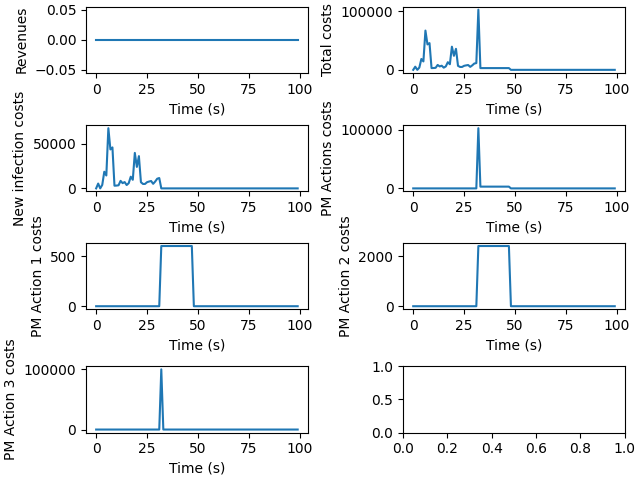 Revenues
0.05
0.00
−0.05
0 25 50 75 100
Time (s)
Total costs
100000
0
0 25 50 75 100
Time (s)
New infection costs
50000
0
0 25 50 75 100
Time (s)
PM Actions costs
100000
0
0 25 50 75 100
Time (s)
PM Action 1 costs
500
0
0 25 50 75 100
Time (s)
PM Action 2 costs
2000
0
0 25 50 75 100
Time (s)
PM Action 3 costs
100000
0
0 25 50 75 100
Time (s)
1.0
0.5
0.0
0.0 0.2 0.4 0.6 0.8 1.0